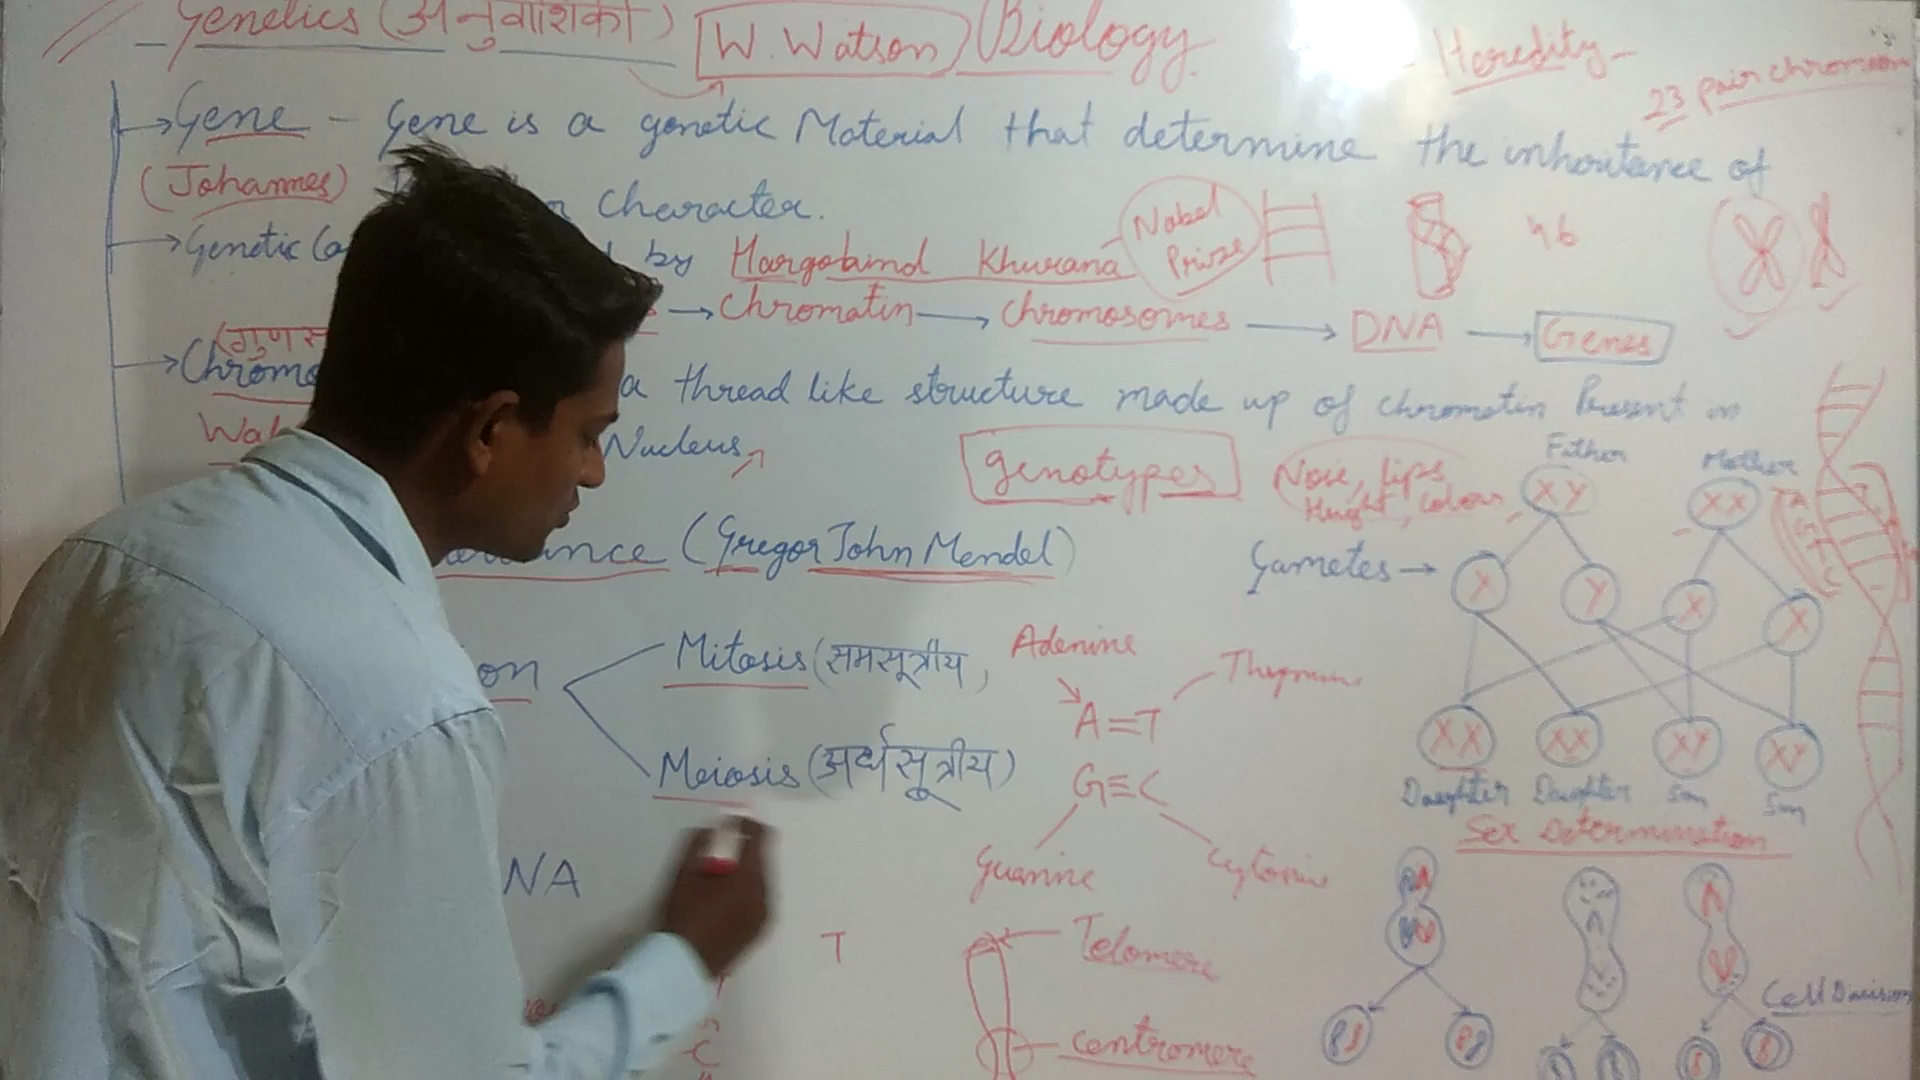 Genetics (अनुवांशिकी) W. Watson Biology
Heredity
23 pair chromosom
Gene - Gene is a genetic Material that determine the inheritance of
(Johannes)
character.
Nobel
Prize
46
Genetic by Hargobind Khurana
→ Chromatin → Chromosomes → DNA → Genes
(गुणस
Chromo a thread like structure made up of chromatin Present in
Wal
Nucleus
Genotypes
Nose, lips
Height, colour
Father
Mother
XY
XX
(Gregor John Mendel)
Gametes →
X
Y
X
X
on
Mitosis (समसूत्रीय,
Meiosis (अर्धसूत्रीय)
Adenine
Thymine
A=T
G≡C
Guanine
Cytosine
XX
XX
XY
XY
Daughter
Daughter
Son
Son
Sex Determination
NA
T
Telomere
centromere
Cell Division